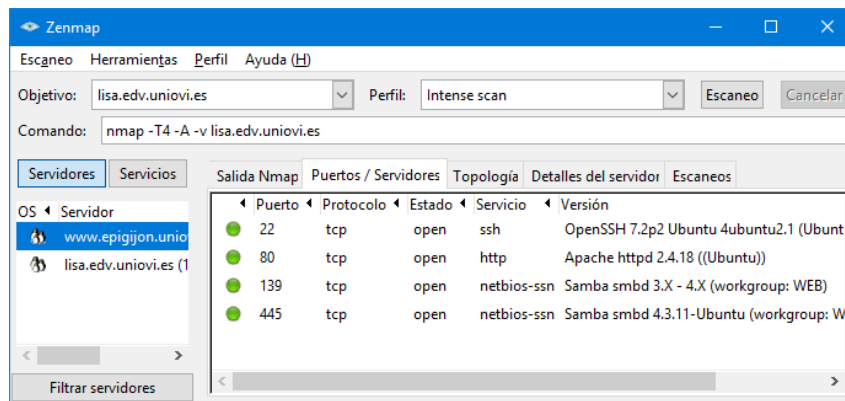 Zenmap
Escaneo Herramientas Perfil Ayuda (H)
Objetivo: lisa.edv.uniovi.es Perfil: Intense scan Escaneo Cancelar
Comando: nmap -T4 -A -v lisa.edv.uniovi.es
Servidores Servicios Salida Nmap Puertos / Servidores Topología Detalles del servidor Escaneos
OS Servidor
www.epigijon.unio
lisa.edv.uniovi.es (1
Puerto Protocolo Estado Servicio Versión
22 tcp open ssh OpenSSH 7.2p2 Ubuntu 4ubuntu2.1 (Ubunt
80 tcp open http Apache httpd 2.4.18 ((Ubuntu))
139 tcp open netbios-ssn Samba smbd 3.X - 4.X (workgroup: WEB)
445 tcp open netbios-ssn Samba smbd 4.3.11-Ubuntu (workgroup: W
Filtrar servidores